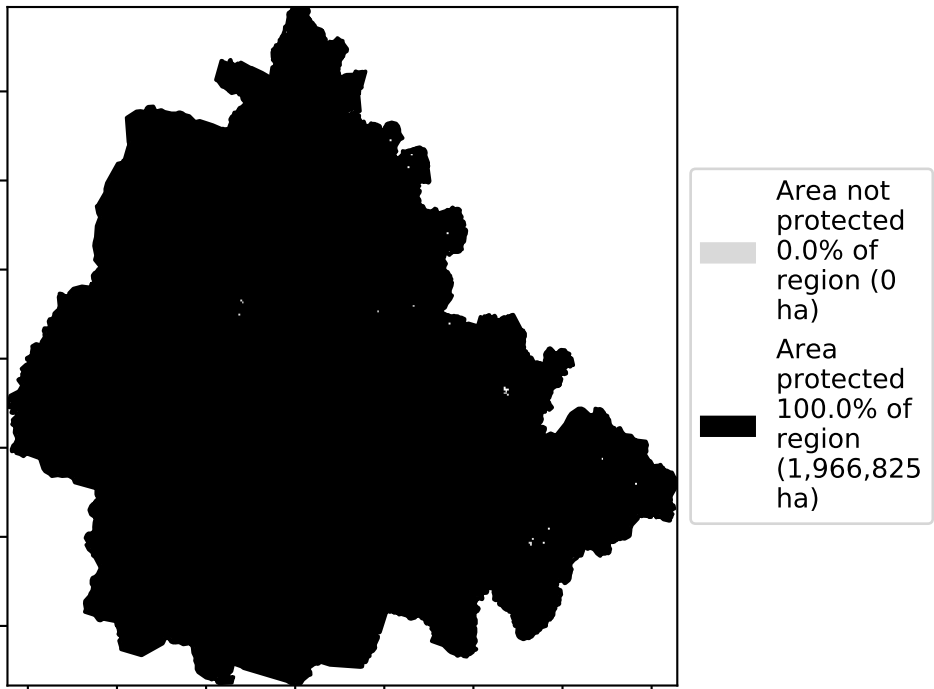 Area not
protected
0.0% of
region (0
ha)
Area
protected
100.0% of
region
(1,966,825
ha)